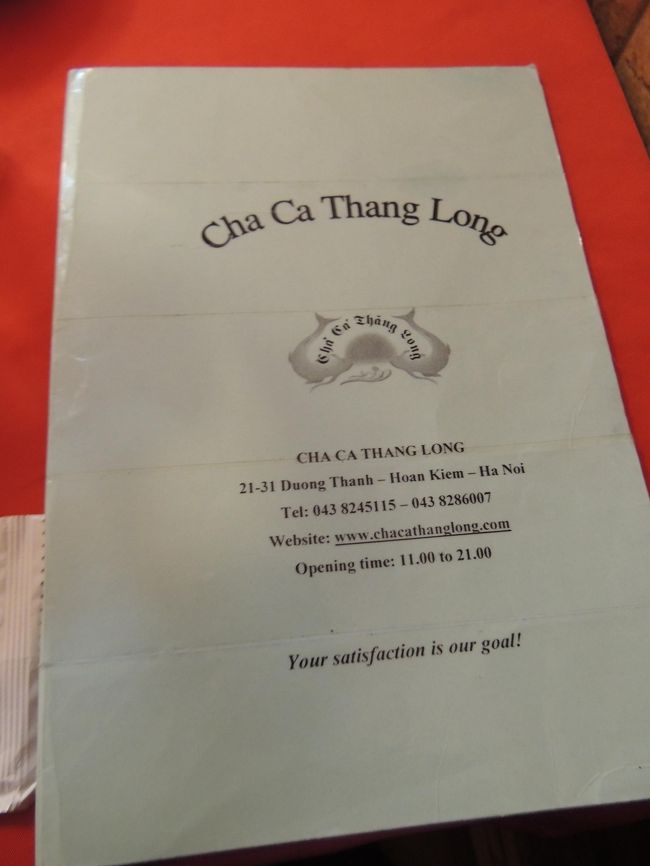 Cha Ca Thang Long
Chả Cá Thăng Long
CHA CA THANG LONG
21-31 Duong Thanh – Hoan Kiem – Ha Noi
Tel: 043 8245115 – 043 8286007
Website: www.chacathanglong.com
Opening time: 11.00 to 21.00
Your satisfaction is our goal!